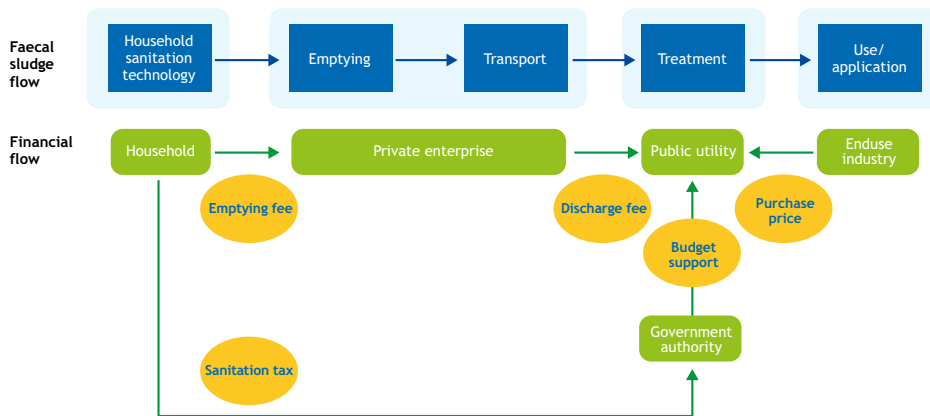 Faecal
sludge
flow
Household
sanitation
technology
Emptying
Transport
Treatment
Use/
application
Financial
flow
Household
Private enterprise
Public utility
Enduse
industry
Emptying fee
Discharge fee
Purchase
price
Budget
support
Government
authority
Sanitation tax